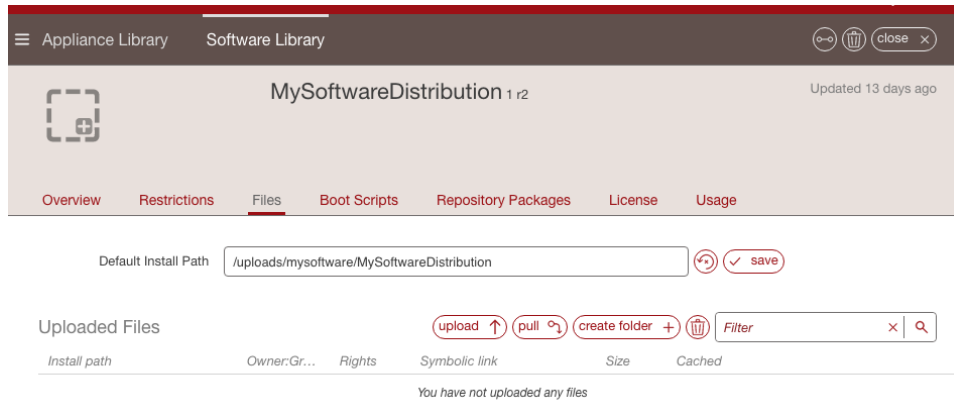 Appliance Library Software Library close
MySoftwareDistribution 1 r2 Updated 13 days ago
Overview Restrictions Files Boot Scripts Repository Packages License Usage
Default Install Path /uploads/mysoftware/MySoftwareDistribution save
Uploaded Files upload pull create folder Filter
Install path Owner:Gr... Rights Symbolic link Size Cached
You have not uploaded any files